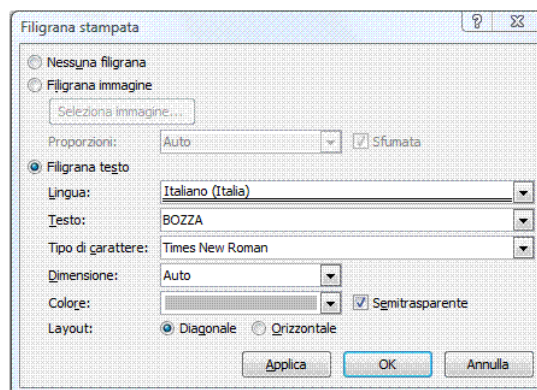 Filigrana stampata
Nessuna filigrana
Filigrana immagine
Seleziona immagine...
Proporzioni: Auto Sfumata
Filigrana testo
Lingua: Italiano (Italia)
Testo: BOZZA
Tipo di carattere: Times New Roman
Dimensione: Auto
Colore: Semitrasparente
Layout: Diagonale Orizzontale
Applica OK Annulla